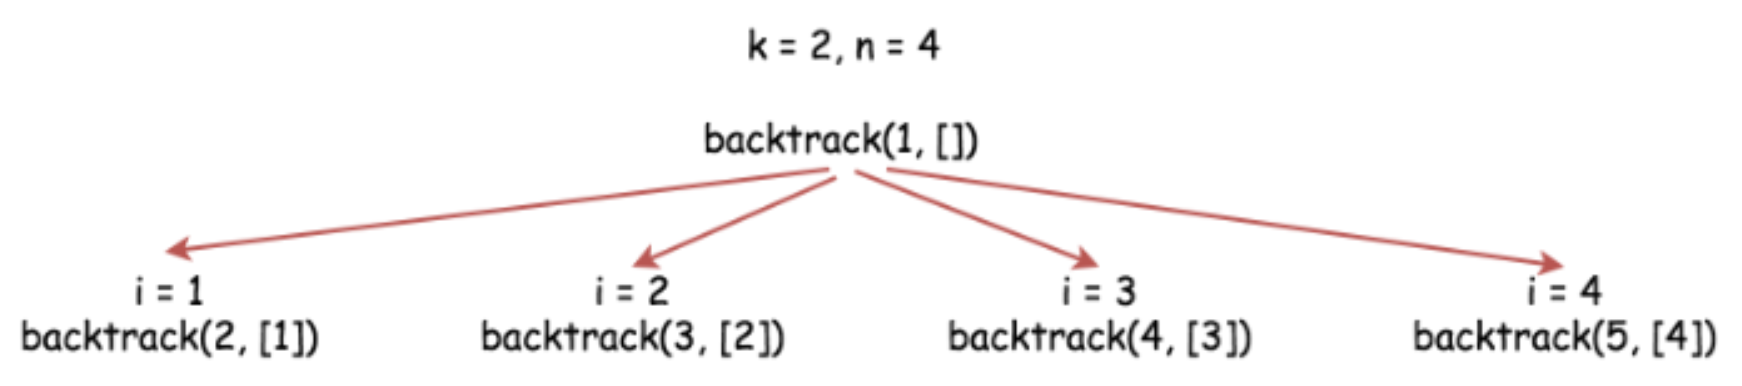 k = 2, n = 4
backtrack(1, [])
i = 1
backtrack(2, [1])
i = 2
backtrack(3, [2])
i = 3
backtrack(4, [3])
i = 4
backtrack(5, [4])